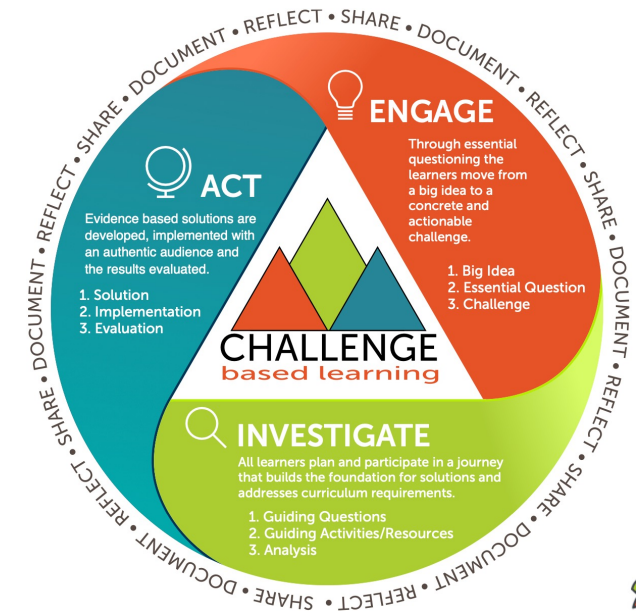 REFLECT • SHARE • DOCUMENT • REFLECT • SHARE • DOCUMENT • REFLECT • SHARE • DOCUMENT • REFLECT • SHARE • DOCUMENT • REFLECT • SHARE • DOCUMENT • REFLECT • SHARE • DOCUMENT •
ENGAGE
Through essential
questioning the
learners move from
a big idea to a
concrete and
actionable
challenge.
1. Big Idea
2. Essential Question
3. Challenge
ACT
Evidence based solutions are
developed, implemented with
an authentic audience and
the results evaluated.
1. Solution
2. Implementation
3. Evaluation
CHALLENGE
based learning
INVESTIGATE
All learners plan and participate in a journey
that builds the foundation for solutions and
addresses curriculum requirements.
1. Guiding Questions
2. Guiding Activities/Resources
3. Analysis